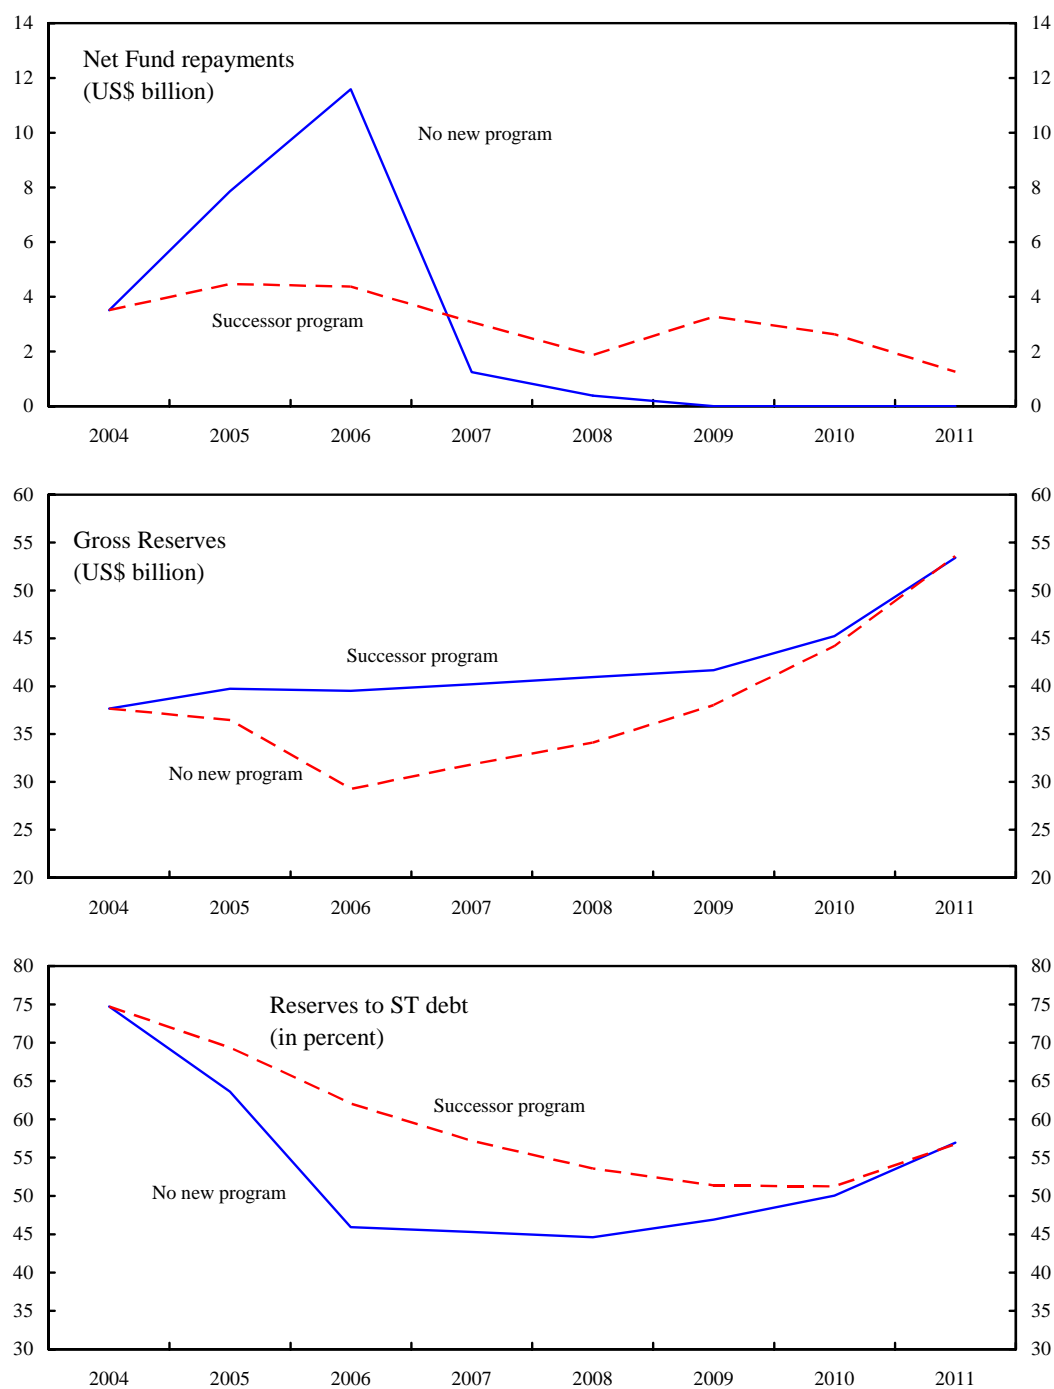 14 14
Net Fund repayments
(US$ billion)
12 12
10 10
No new program
8 8
6 6
4 4
Successor program
2 2
0 0
2004 2005 2006 2007 2008 2009 2010 2011
60 60
55 55
Gross Reserves
(US$ billion)
50 50
45 45
Successor program
40 40
35 35
No new program
30 30
25 25
20 20
2004 2005 2006 2007 2008 2009 2010 2011
80 80
75 75
Reserves to ST debt
(in percent)
70 70
65 65
Successor program
60 60
55 55
No new program
50 50
45 45
40 40
35 35
30 30
2004 2005 2006 2007 2008 2009 2010 2011